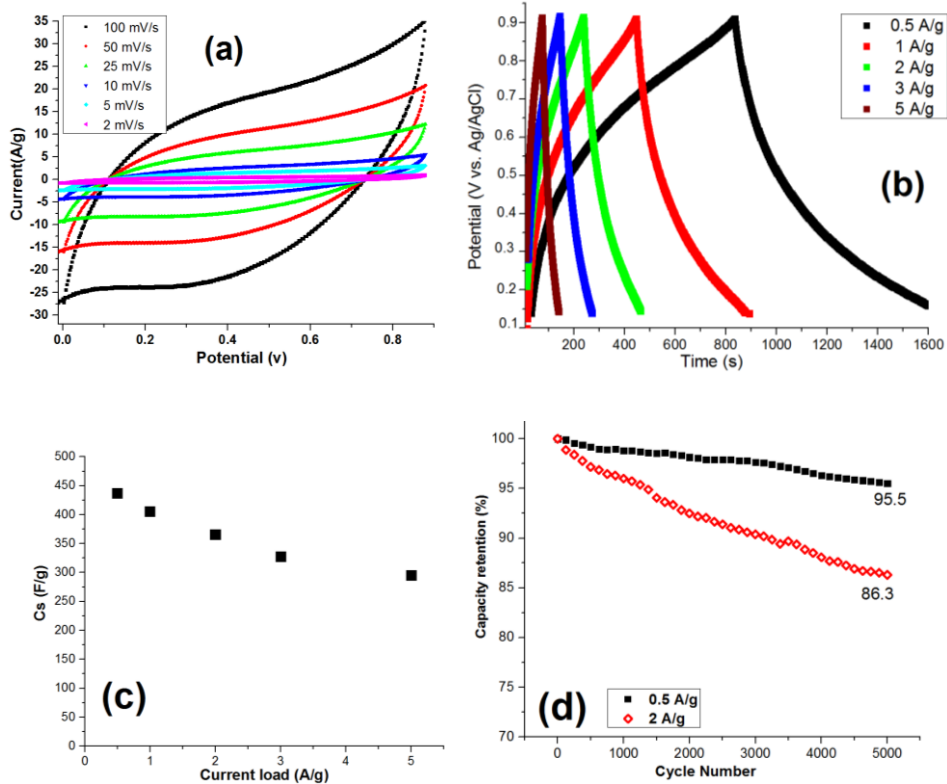 100 mV/s
50 mV/s
25 mV/s
10 mV/s
5 mV/s
2 mV/s
(a)
35
30
25
20
15
10
5
0
-5
-10
-15
-20
-25
-30
Current(A/g)
0.0 0.2 0.4 0.6 0.8
Potential (v)
(b)
0.5 A/g
1 A/g
2 A/g
3 A/g
5 A/g
0.9
0.8
0.7
0.6
0.5
0.4
0.3
0.2
0.1
Potential (V vs. Ag/AgCl)
200 400 600 800 1000 1200 1400 1600
Time (s)
500
450
400
350
300
250
200
150
100
50
0
Cs (F/g)
(c)
0 1 2 3 4 5
Current load (A/g)
100
95
90
85
80
75
70
Capacity retention (%)
95.5
86.3
(d)
0.5 A/g
2 A/g
0 1000 2000 3000 4000 5000
Cycle Number